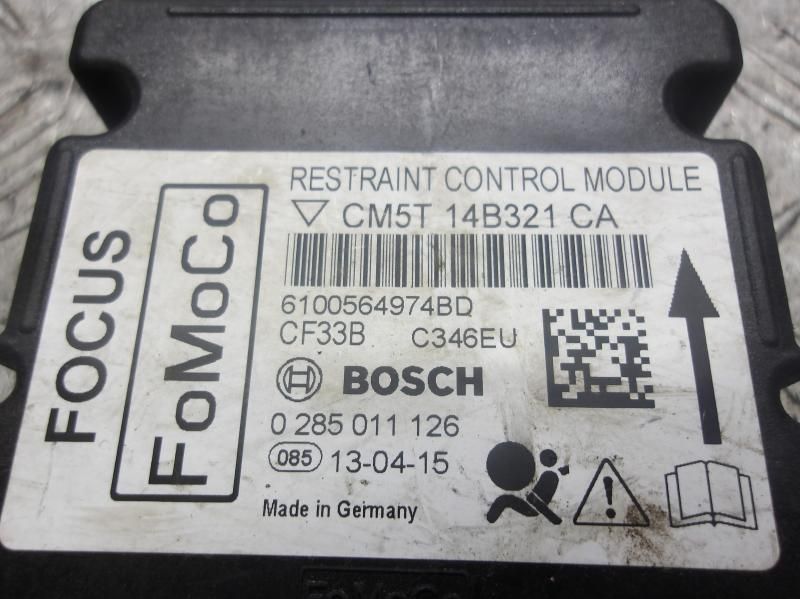 RESTRAINT CONTROL MODULE
CM5T 14B321 CA
6100564974BD
CF33B C346EU
BOSCH
0 285 011 126
085 13-04-15
Made in Germany
FOCUS
FoMoCo
FoMoCo